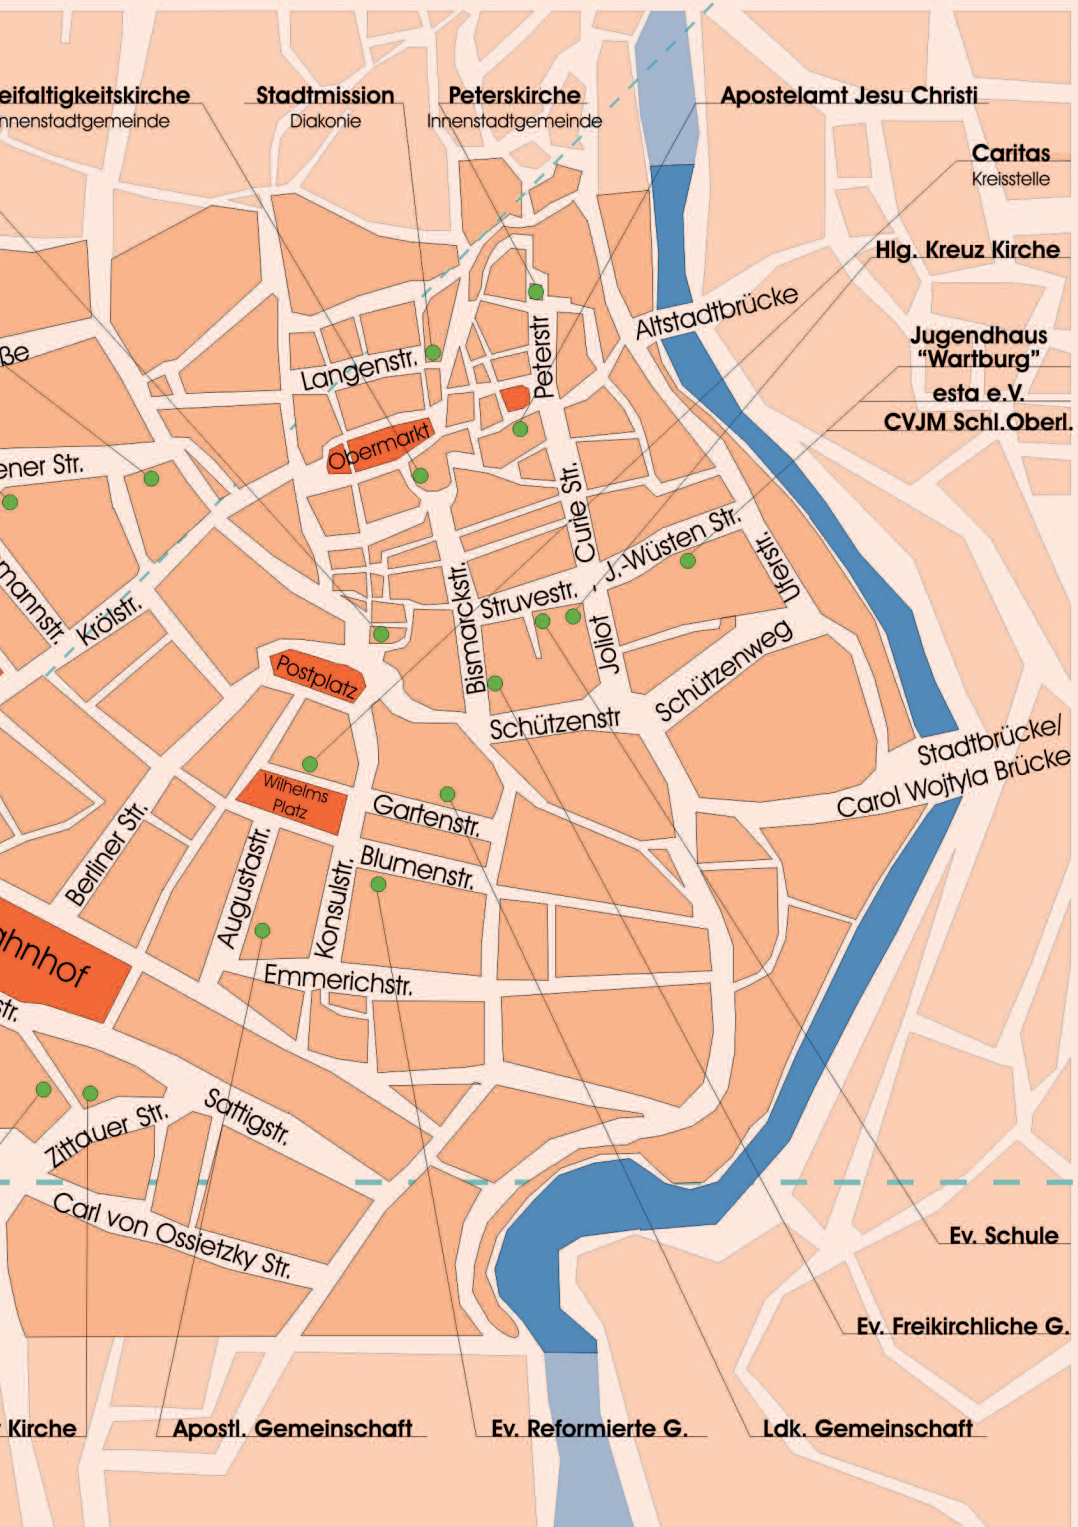 eifaltigkeitskirche
nnenstadtgemeinde
Stadtmission
Diakonie
Peterskirche
Innenstadtgemeinde
Apostelamt Jesu Christi
Caritas
Kreisstelle
Hlg. Kreuz Kirche
Altstadtbrücke
Jugendhaus
“Wartburg”
esta e.V.
CVJM Schl.Oberl.
ße
Langenstr.
Peterstr
Obermarkt
ener Str.
Curie Str.
J.-Wüsten Str.
Uferstr.
mannstr.
Krölstr.
Bismarckstr.
Struvestr.
Joliot -
Schützenweg
Postplatz
Schützenstr
Stadtbrücke/
Carol Wojtyla Brücke
Wilhelms
Platz
Gartenstr.
Berliner Str.
Augustastr.
Konsulstr.
Blumenstr.
ahnhof
Emmerichstr.
str.
Zittauer Str.
Sattigstr.
Carl von Ossietzky Str.
Ev. Schule
Ev. Freikirchliche G.
Kirche
Apostl. Gemeinschaft
Ev. Reformierte G.
Ldk. Gemeinschaft